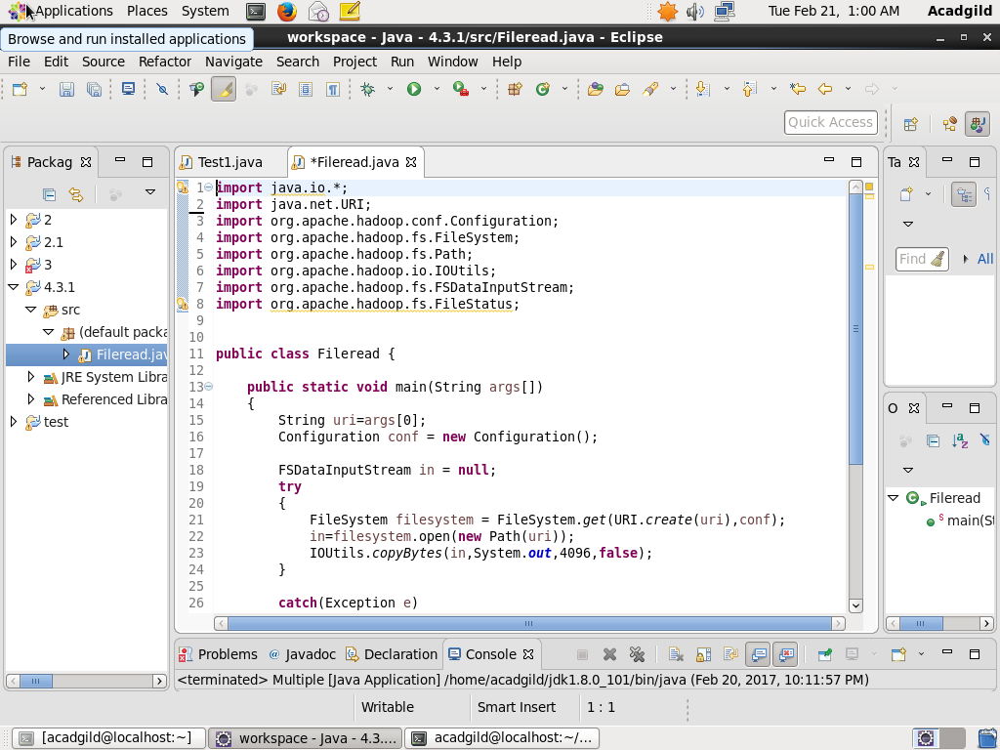 Applications Places System Tue Feb 21, 1:00 AM Acadgild
Browse and run installed applications
workspace - Java - 4.3.1/src/Fileread.java - Eclipse
File Edit Source Refactor Navigate Search Project Run Window Help
Quick Access
Packag
Test1.java *Fileread.java
Ta
2
2.1
3
4.3.1
src
(default packa
Fileread.jav
JRE System Libra
Referenced Libra
test
1 import java.io.*;
2 import java.net.URI;
3 import org.apache.hadoop.conf.Configuration;
4 import org.apache.hadoop.fs.FileSystem;
5 import org.apache.hadoop.fs.Path;
6 import org.apache.hadoop.io.IOUtils;
7 import org.apache.hadoop.fs.FSDataInputStream;
8 import org.apache.hadoop.fs.FileStatus;
9
10
11 public class Fileread {
12
13 public static void main(String args[])
14 {
15 String uri=args[0];
16 Configuration conf = new Configuration();
17
18 FSDataInputStream in = null;
19 try
20 {
21 FileSystem filesystem = FileSystem.get(URI.create(uri),conf);
22 in=filesystem.open(new Path(uri));
23 IOUtils.copyBytes(in,System.out,4096,false);
24 }
25
26 catch(Exception e)
Find All
O
Fileread
main(St
Problems @ Javadoc Declaration Console
<terminated> Multiple [Java Application] /home/acadgild/jdk1.8.0_101/bin/java (Feb 20, 2017, 10:11:57 PM)
Writable Smart Insert 1 : 1
[acadgild@localhost:~] workspace - Java - 4.3.... acadgild@localhost:~/...